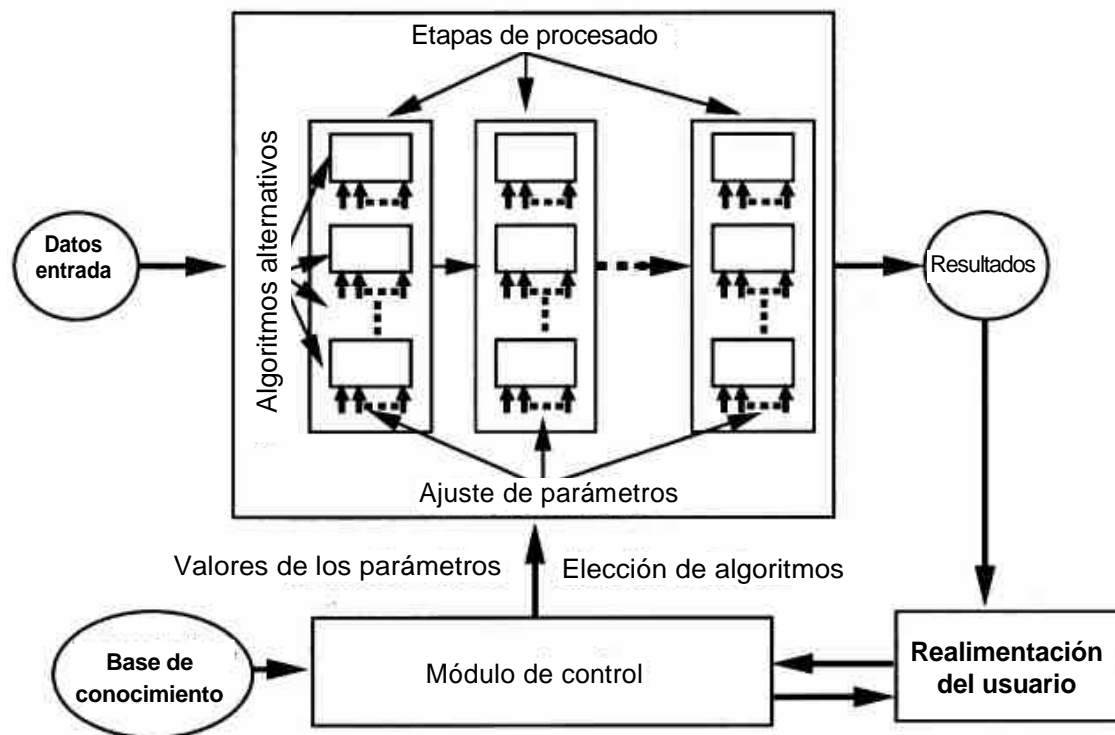 Etapas de procesado
Algoritmos alternativos
Datos
entrada
Resultados
Ajuste de parámetros
Valores de los parámetros
Elección de algoritmos
Base de
conocimiento
Módulo de control
Realimentación
del usuario